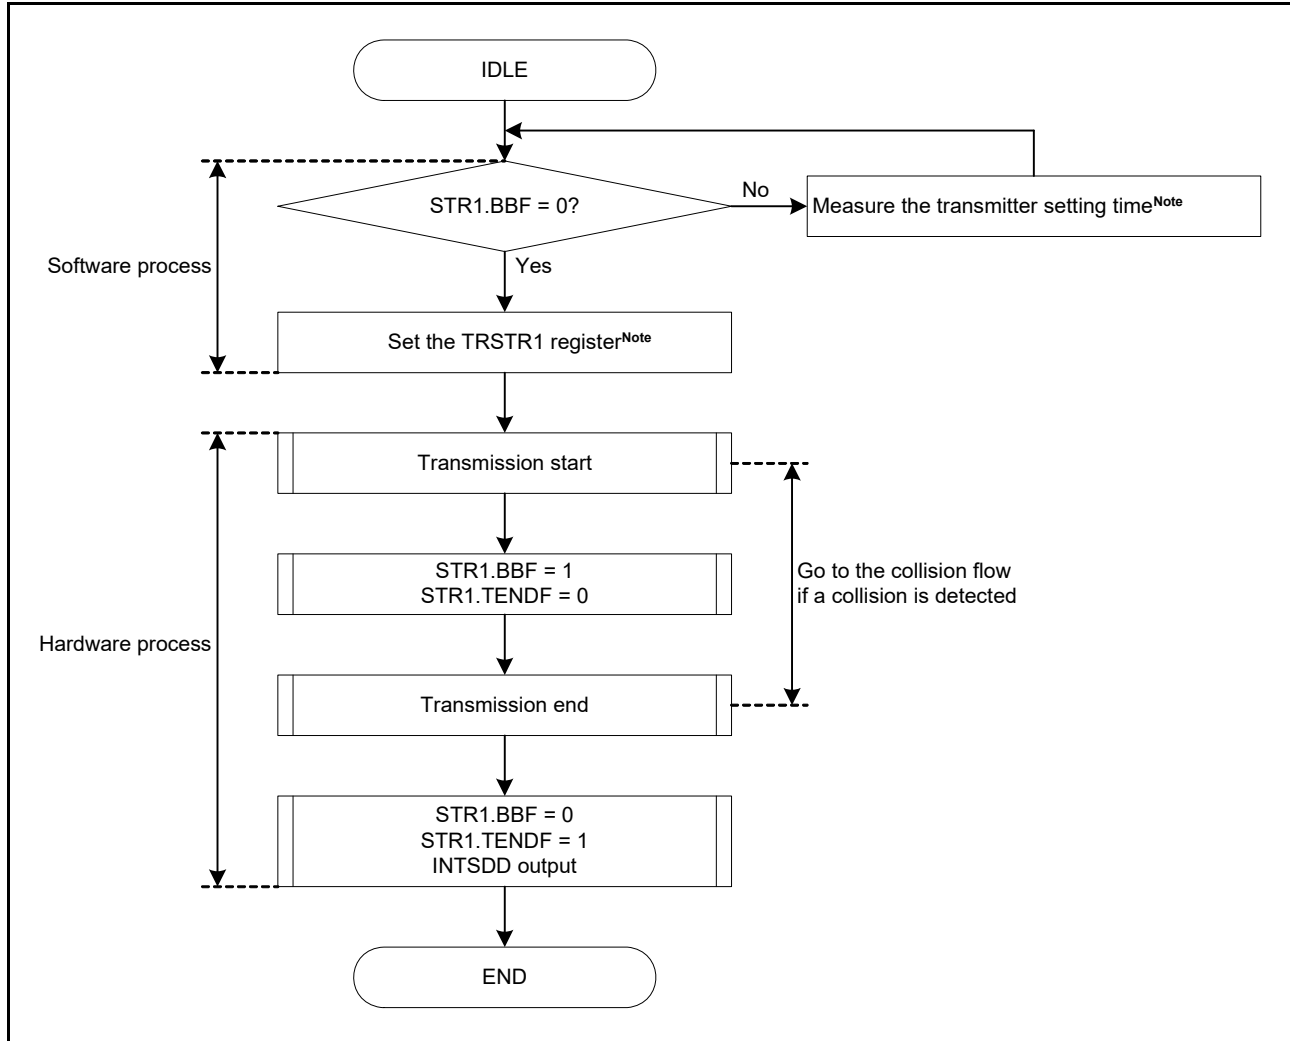 IDLE
STR1.BBF = 0?
No
Measure the transmitter setting timeNote
Software process
Yes
Set the TRSTR1 registerNote
Transmission start
STR1.BBF = 1
STR1.TENDF = 0
Go to the collision flow
if a collision is detected
Hardware process
Transmission end
STR1.BBF = 0
STR1.TENDF = 1
INTSDD output
END